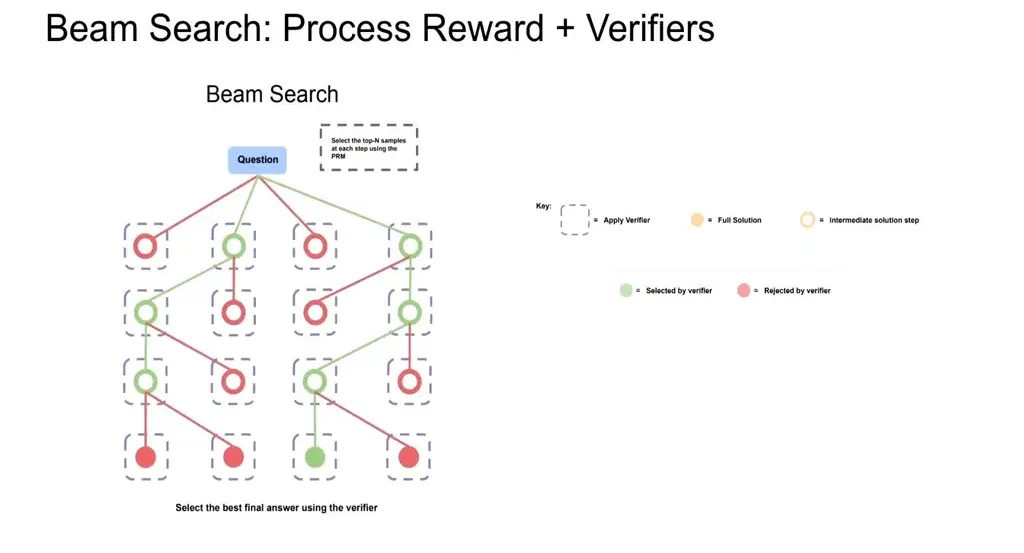 Beam Search: Process Reward + Verifiers
Beam Search
Select the top-N samples
at each step using the
PRM
Question
Key:
= Apply Verifier
= Full Solution
= Intermediate solution step
= Selected by verifier
= Rejected by verifier
Select the best final answer using the verifier